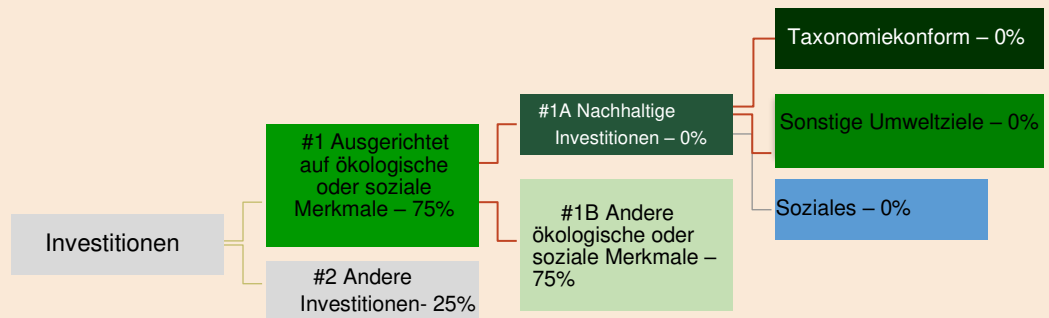 Investitionen
#1 Ausgerichtet
auf ökologische
oder soziale
Merkmale – 75%
#2 Andere
Investitionen- 25%
#1A Nachhaltige
Investitionen – 0%
#1B Andere
ökologische oder
soziale Merkmale –
75%
Taxonomiekonform – 0%
Sonstige Umweltziele – 0%
Soziales – 0%